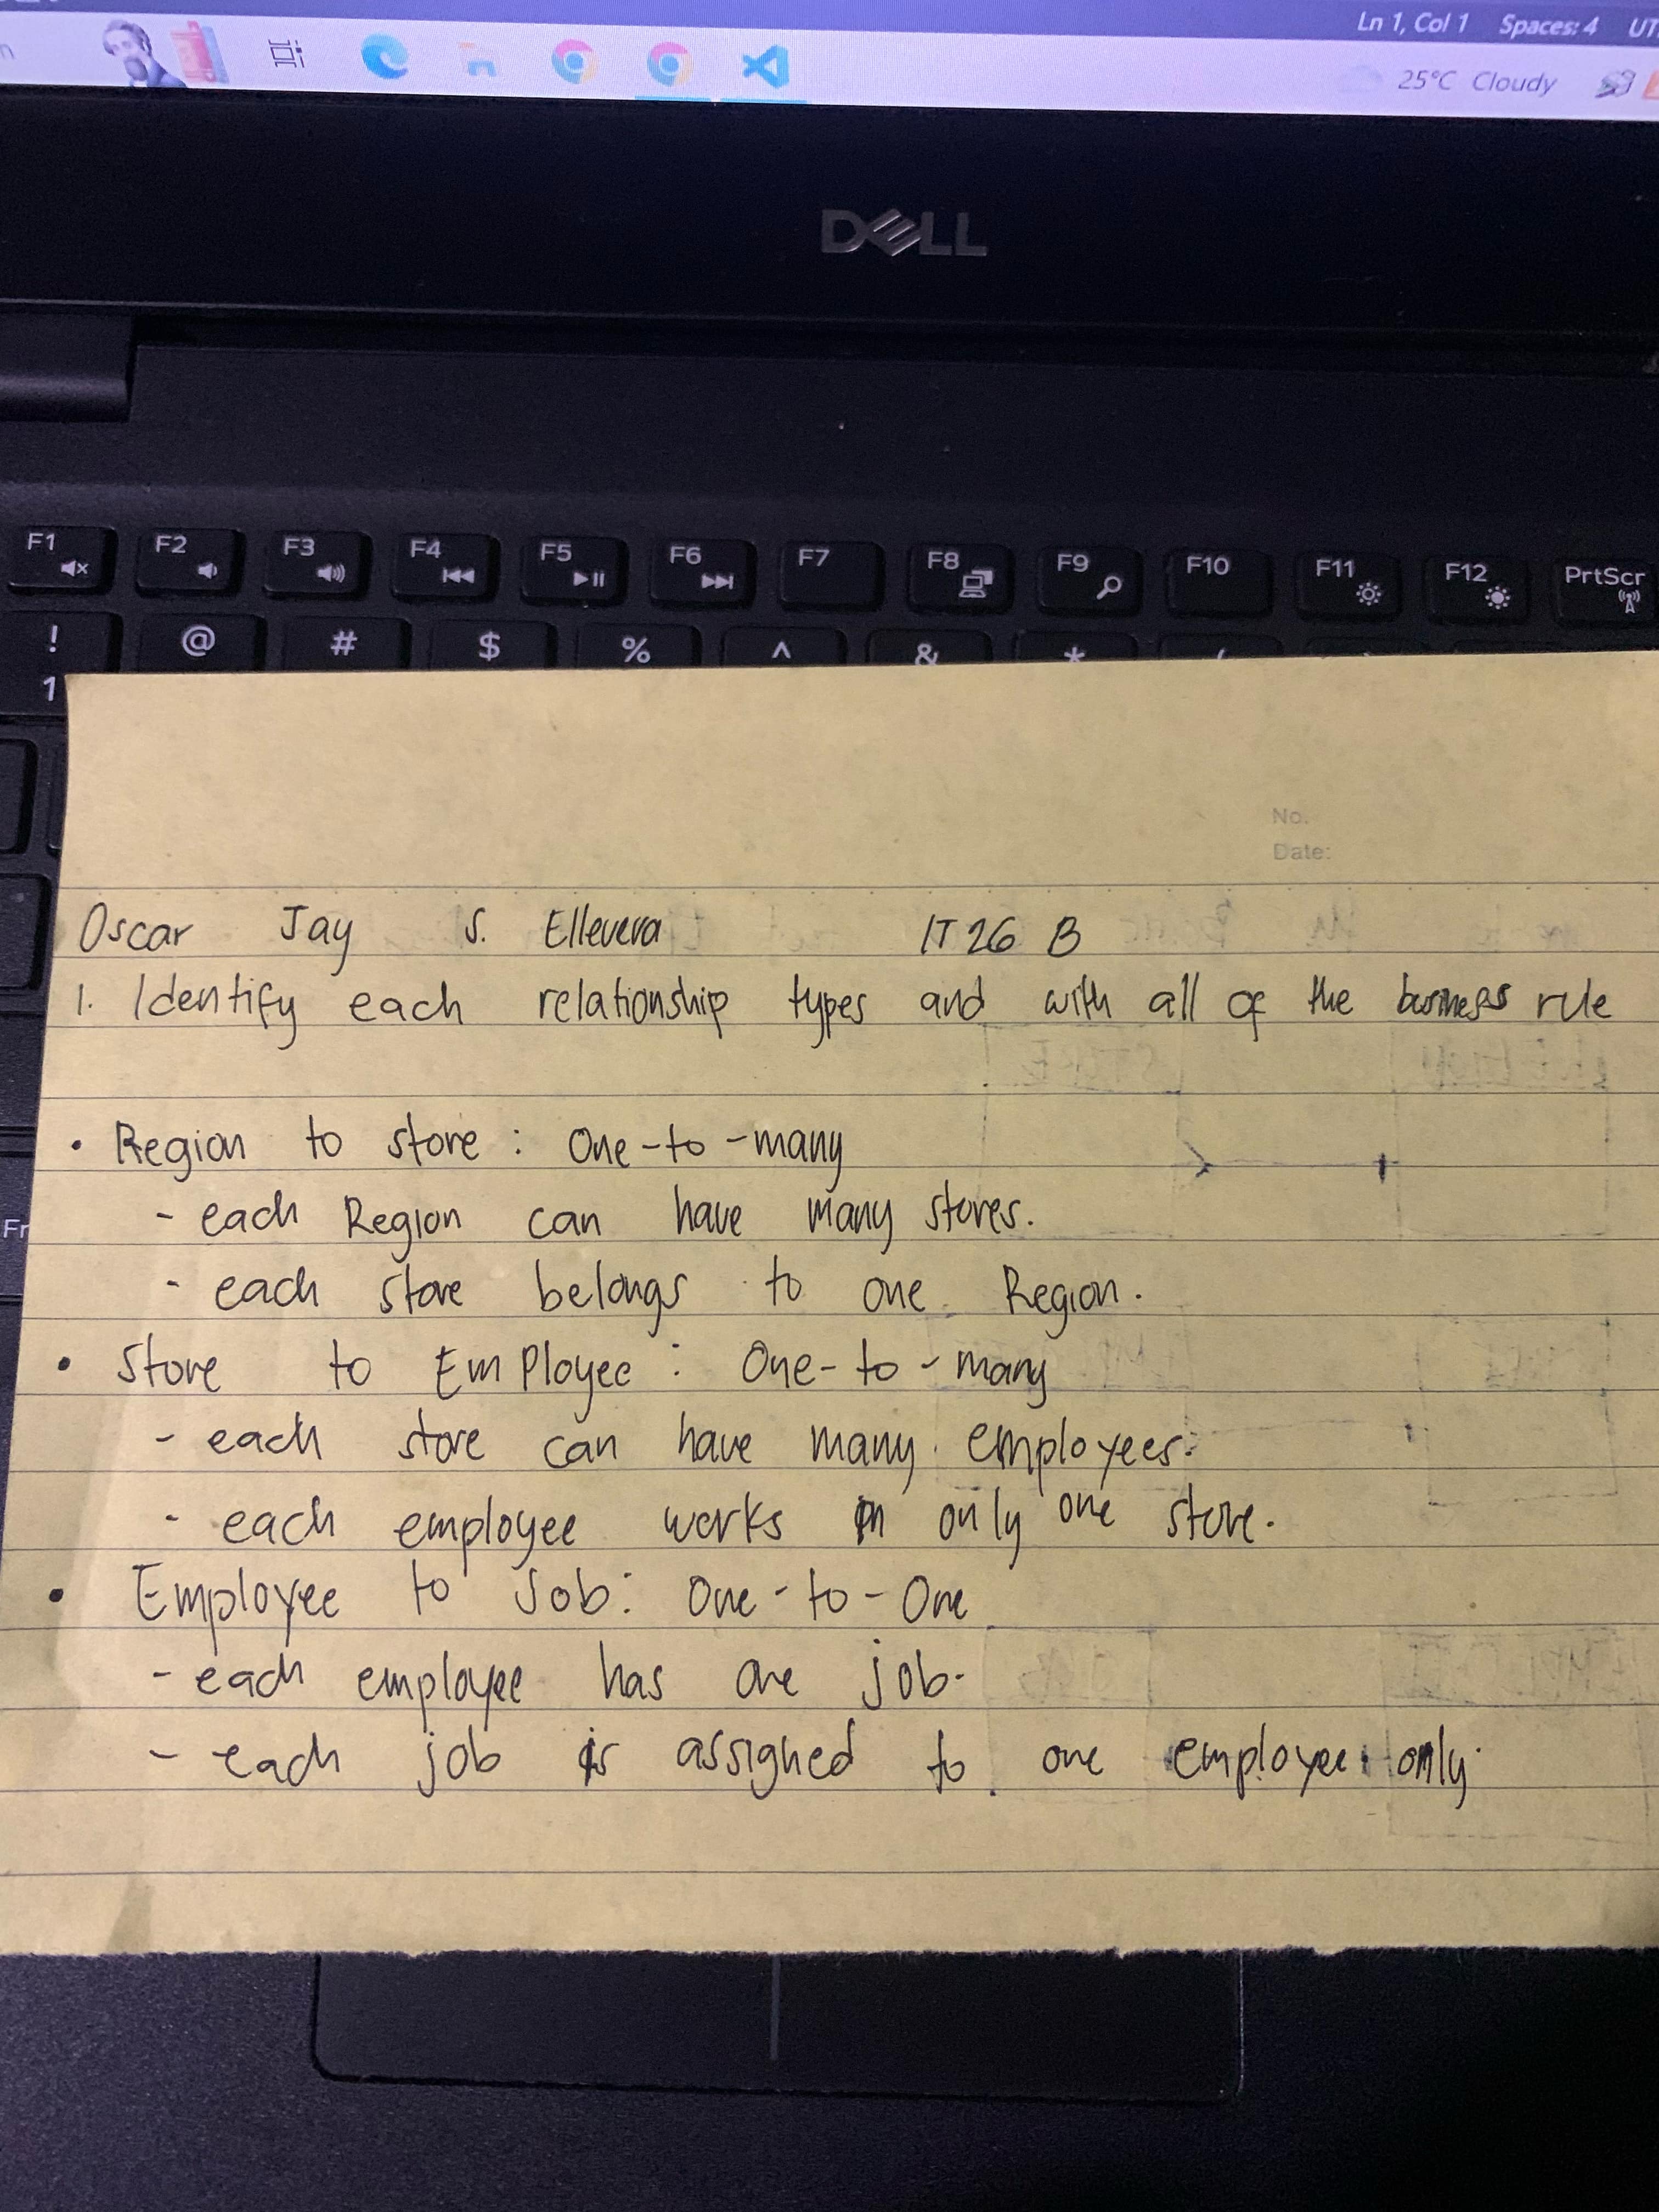 Ln 1, Col 1 Spaces: 4
25°C Cloudy
DELL
F1 F2 F3 F4 F5 F6 F7 F8 F9 F10 F11 F12 PrtScr
! @ # $ % ^ & *
1
No.
Date:
Oscar Jay S. Ellevera IT 26 B
1. Identify each relationship types and with all of the business rule
• Region to store : One-to-many
- each Region can have many stores.
- each store belongs to one Region.
• Store to EmPloyee : One-to-many
- each store can have many employees.
- each employee works in only one store.
• Employee to Job: One-to-One
- each employee has one job.
- each job is assigned to one employee only.